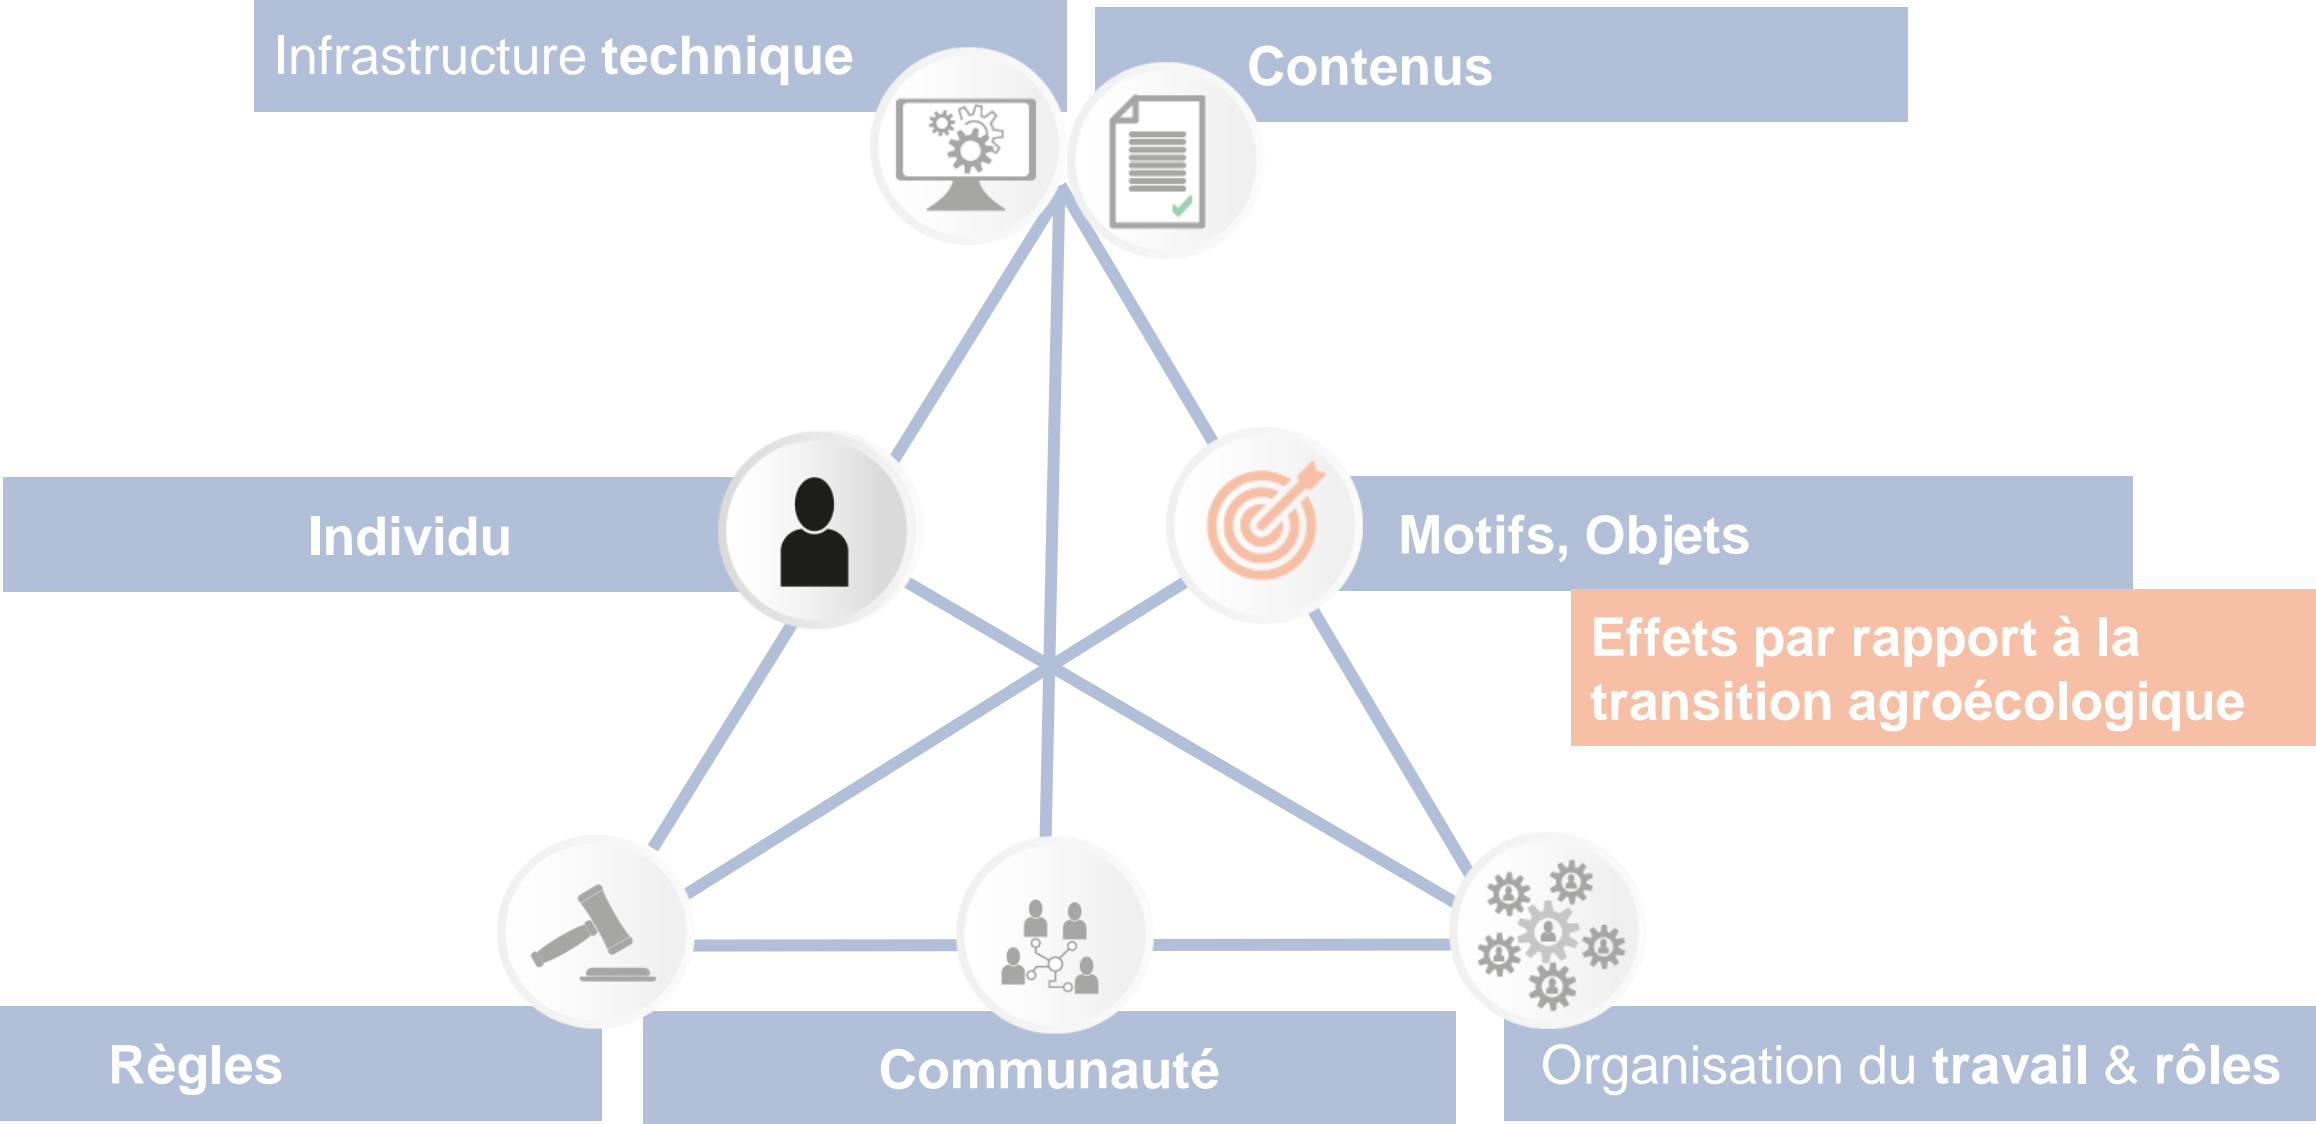 Infrastructure technique
Contenus
Individu
Motifs, Objets
Effets par rapport à la
transition agroécologique
Règles
Communauté
Organisation du travail & rôles